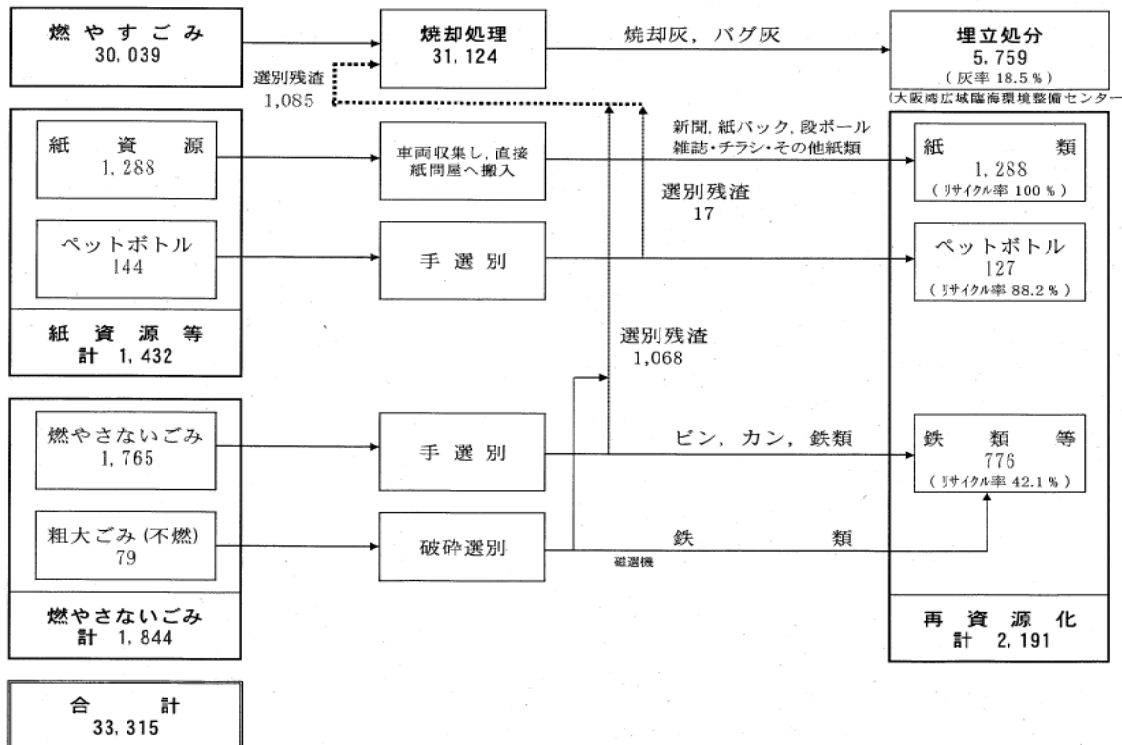 燃やすごみ
30,039
焼却処理
31,124
焼却灰, バグ灰
埋立処分
5,759
(灰率 18.5%)
(大阪湾広域臨海環境整備センター
選別残渣
1,085
紙資源
1,288
車両収集し, 直接
紙問屋へ搬入
新聞, 紙パック, 段ボール
雑誌・チラシ・その他紙類
紙類
1,288
(リサイクル率 100%)
選別残渣
17
ペットボトル
144
手選別
ペットボトル
127
(リサイクル率 88.2%)
紙資源等
計 1,432
選別残渣
1,068
燃やさないごみ
1,765
手選別
ビン, カン, 鉄類
鉄類等
776
(リサイクル率 42.1%)
粗大ごみ(不燃)
79
破砕選別
鉄類
磁選機
燃やさないごみ
計 1,844
再資源化
計 2,191
合計
33,315